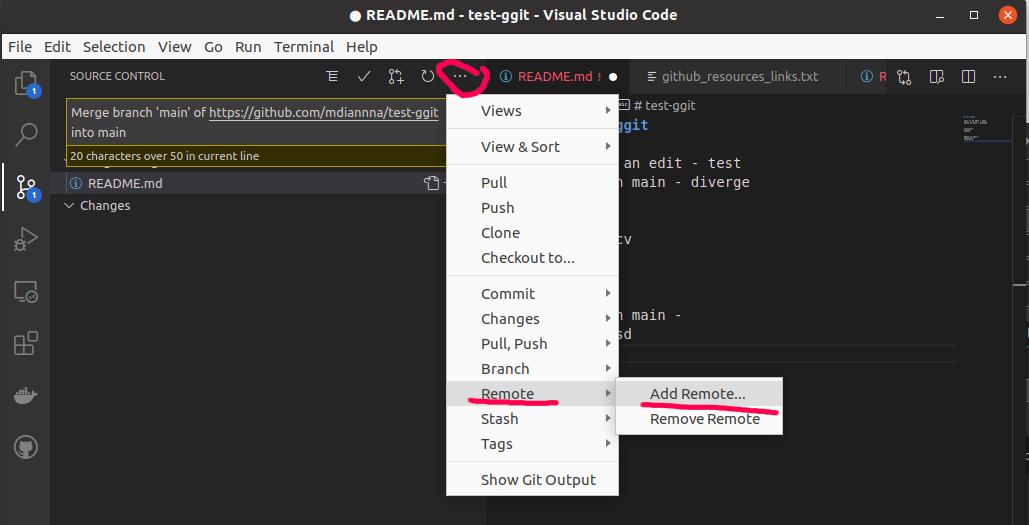 ● README.md - test-ggit - Visual Studio Code
File Edit Selection View Go Run Terminal Help
SOURCE CONTROL
README.md !
github_resources_links.txt
R
1
Merge branch 'main' of https://github.com/mdiannna/test-ggit
into main
20 characters over 50 in current line
README.md
Changes
1
# test-ggit
ggit
an edit - test
main - diverge
cv
main -
sd
Views
View & Sort
Pull
Push
Clone
Checkout to...
Commit
Changes
Pull, Push
Branch
Remote
Stash
Tags
Show Git Output
Add Remote...
Remove Remote